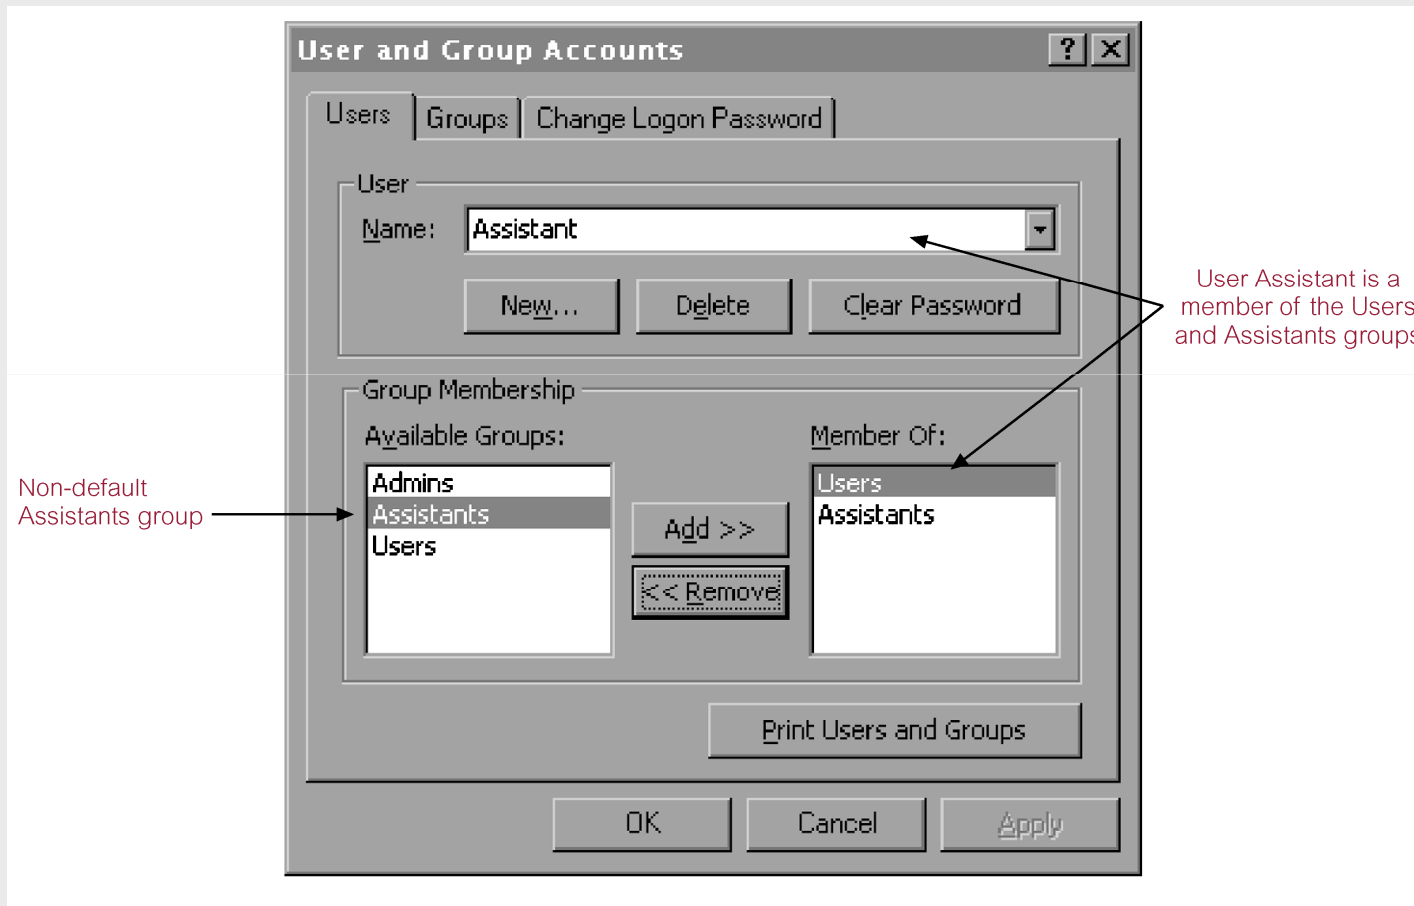 User and Group Accounts
Users
Groups
Change Logon Password
User
Name:
Assistant
New...
Delete
Clear Password
User Assistant is a
member of the Users
and Assistants groups
Group Membership
Available Groups:
Member Of:
Admins
Assistants
Users
Users
Assistants
Non-default
Assistants group
Add >>
<< Remove
Print Users and Groups
OK
Cancel
Apply